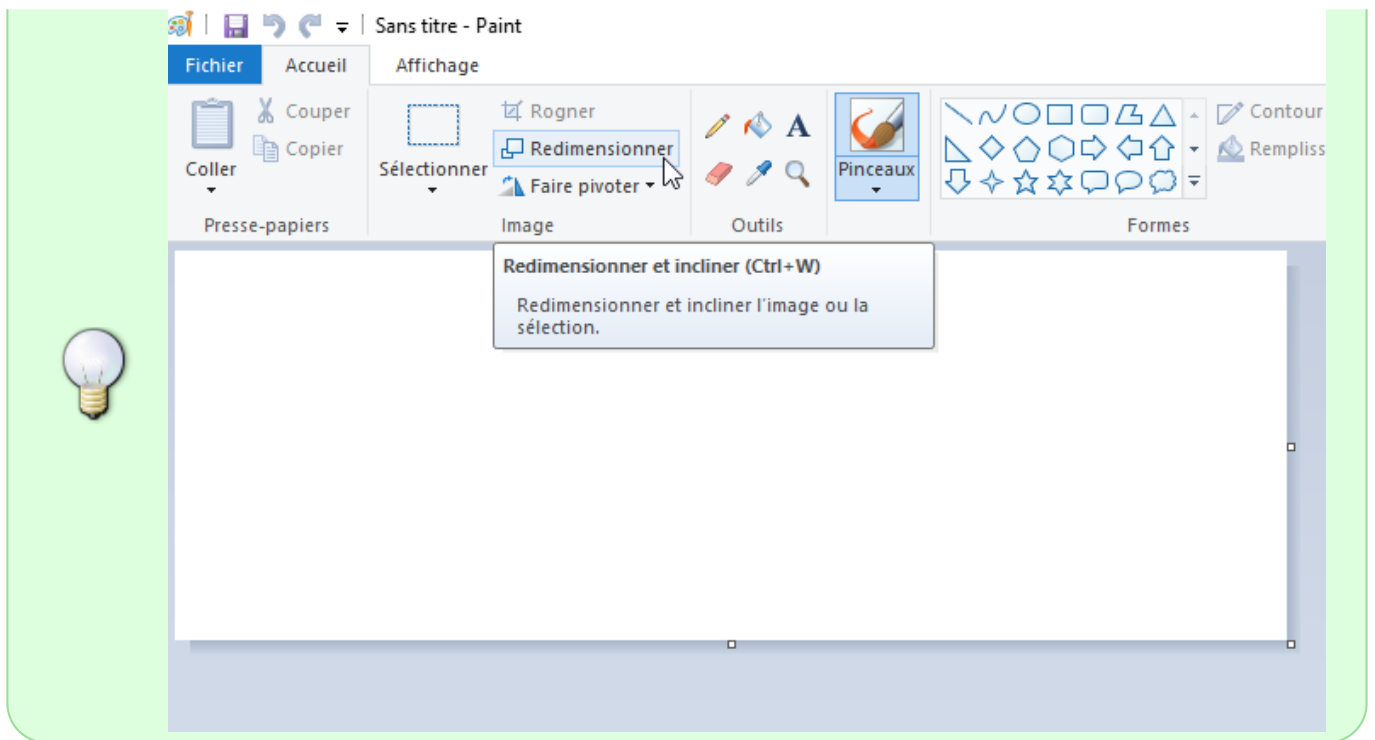 Sans titre - Paint
Fichier Accueil Affichage
Coller
Couper
Copier
Presse-papiers
Sélectionner
Rogner
Redimensionner
Faire pivoter
Image
A
Outils
Pinceaux
Contour
Rempliss
Formes
Redimensionner et incliner (Ctrl+W)
Redimensionner et incliner l'image ou la
sélection.